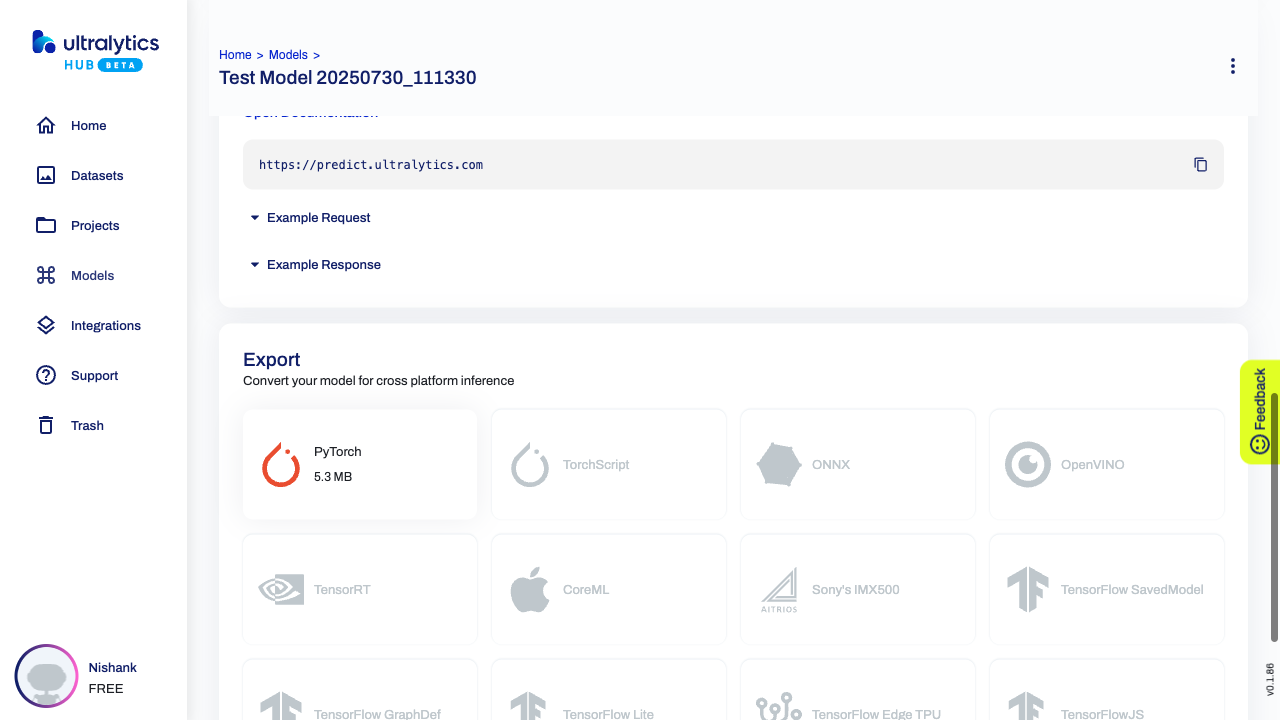 ultralytics
HUB BETA
Home
Datasets
Projects
Models
Integrations
Support
Trash
Nishank
FREE
Home > Models >
Test Model 20250730_111330
Open Documentation
https://predict.ultralytics.com
Example Request
Example Response
Export
Convert your model for cross platform inference
PyTorch
5.3 MB
TorchScript
ONNX
OpenVINO
TensorRT
CoreML
AITRIOS
Sony's IMX500
TensorFlow SavedModel
TensorFlow GraphDef
TensorFlow Lite
TensorFlow Edge TPU
TensorFlowJS
Feedback
v0.1.86